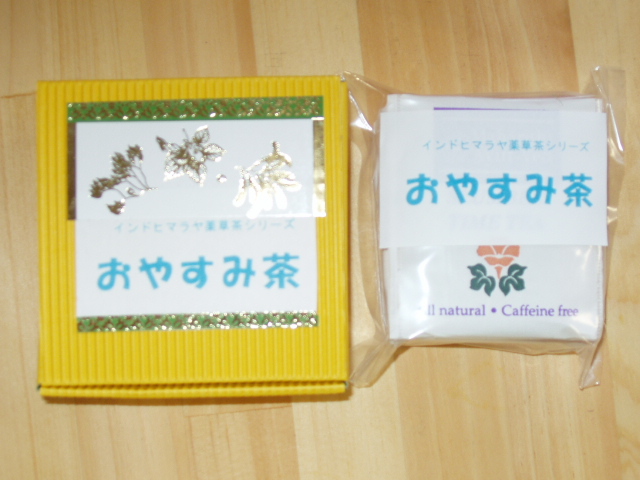 インドヒマラヤ薬草茶シリーズ
おやすみ茶
インドヒマラヤ薬草茶シリーズ
おやすみ茶
natural • Caffeine free